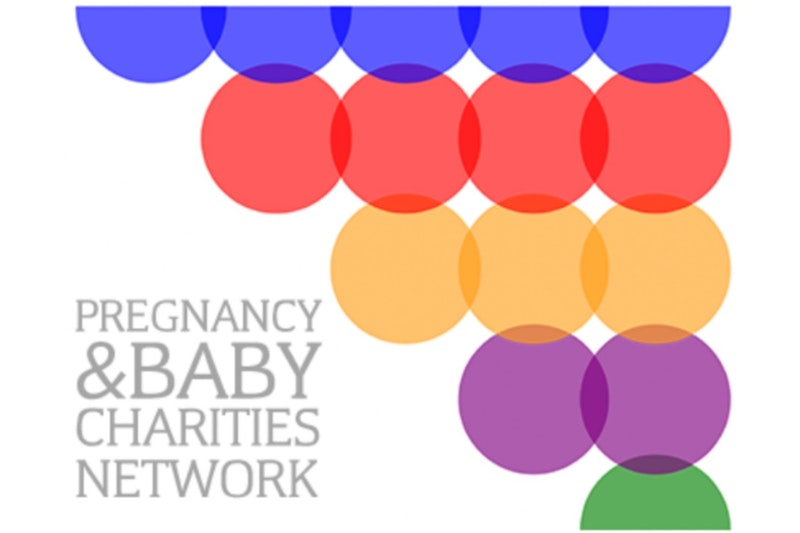 PREGNANCY
&BABY
CHARITIES
NETWORK